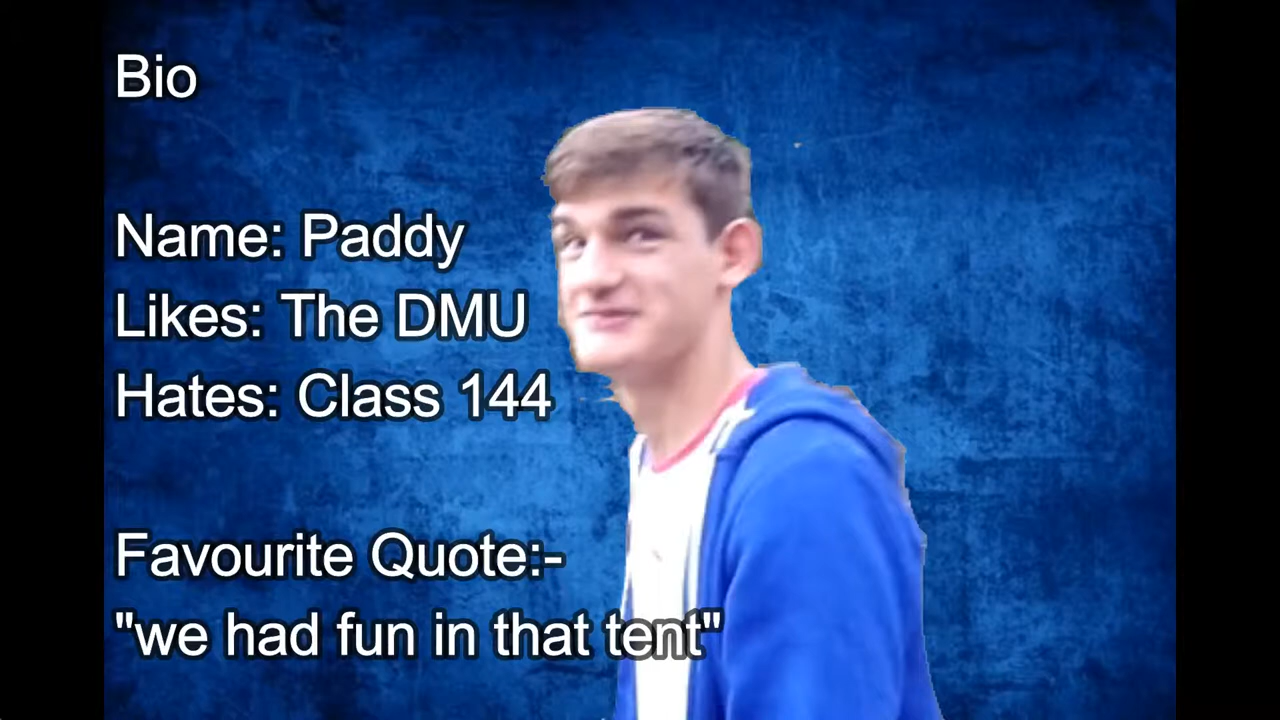 Bio
Name: Paddy
Likes: The DMU
Hates: Class 144
Favourite Quote:-
"we had fun in that tent"